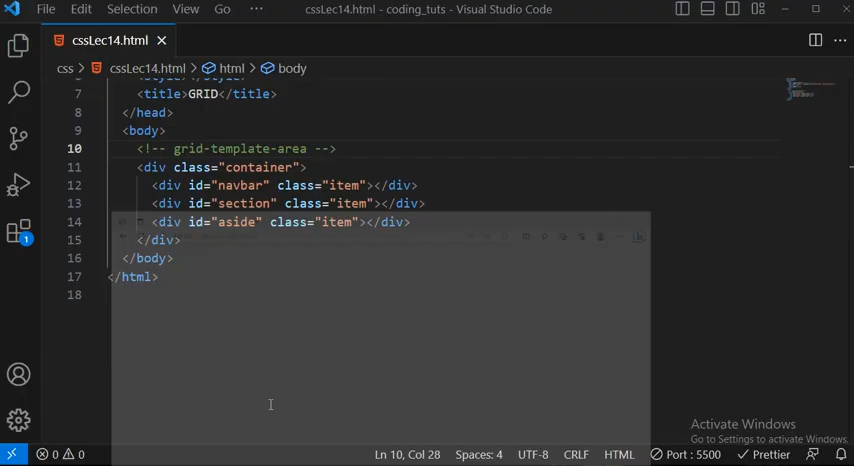 File Edit Selection View Go ··· cssLec14.html - coding_tuts - Visual Studio Code
cssLec14.html
css > cssLec14.html > html > body
7 <title>GRID</title>
8 </head>
9 <body>
10 <!-- grid-template-area -->
11 <div class="container">
12 <div id="navbar" class="item"></div>
13 <div id="section" class="item"></div>
14 <div id="aside" class="item"></div>
15 </div>
16 </body>
17 </html>
18
1
Activate Windows
Go to Settings to activate Windows.
0 0 Ln 10, Col 28 Spaces: 4 UTF-8 CRLF HTML Port : 5500 Prettier